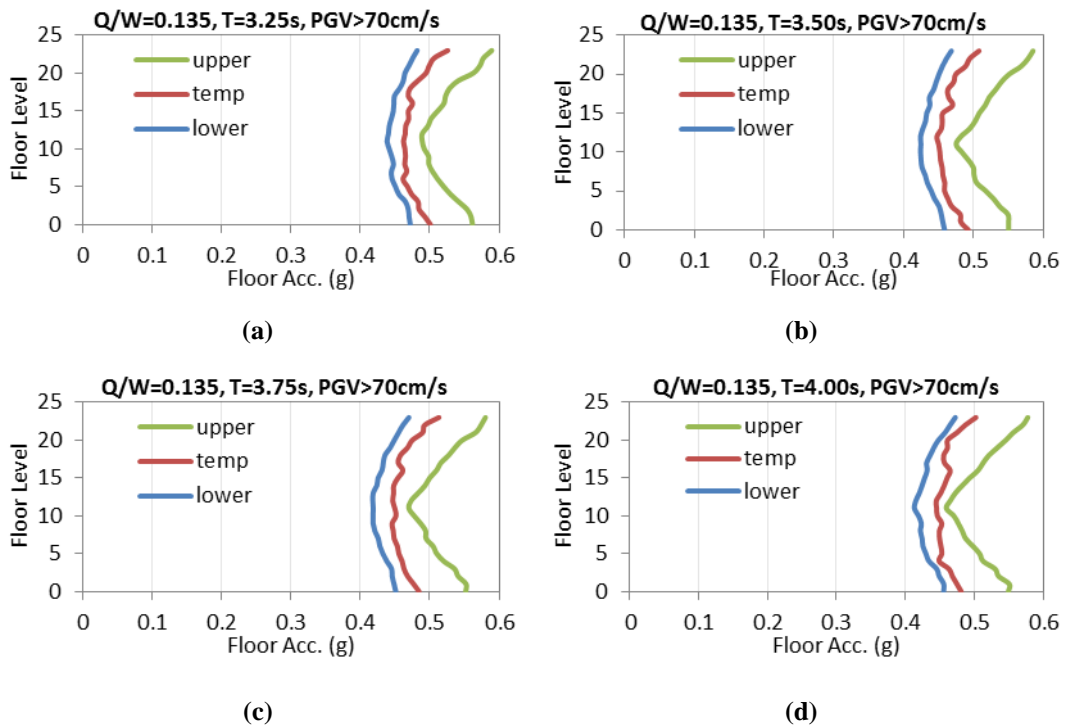 Q/W=0.135, T=3.25s, PGV>70cm/s
25
20
15
10
5
0
Floor Level
upper
temp
lower
0 0.1 0.2 0.3 0.4 0.5 0.6
Floor Acc. (g)
(a)
Q/W=0.135, T=3.50s, PGV>70cm/s
25
20
15
10
5
0
Floor Level
upper
temp
lower
0 0.1 0.2 0.3 0.4 0.5 0.6
Floor Acc. (g)
(b)
Q/W=0.135, T=3.75s, PGV>70cm/s
25
20
15
10
5
0
Floor Level
upper
temp
lower
0 0.1 0.2 0.3 0.4 0.5 0.6
Floor Acc. (g)
(c)
Q/W=0.135, T=4.00s, PGV>70cm/s
25
20
15
10
5
0
Floor Level
upper
temp
lower
0 0.1 0.2 0.3 0.4 0.5 0.6
Floor Acc. (g)
(d)